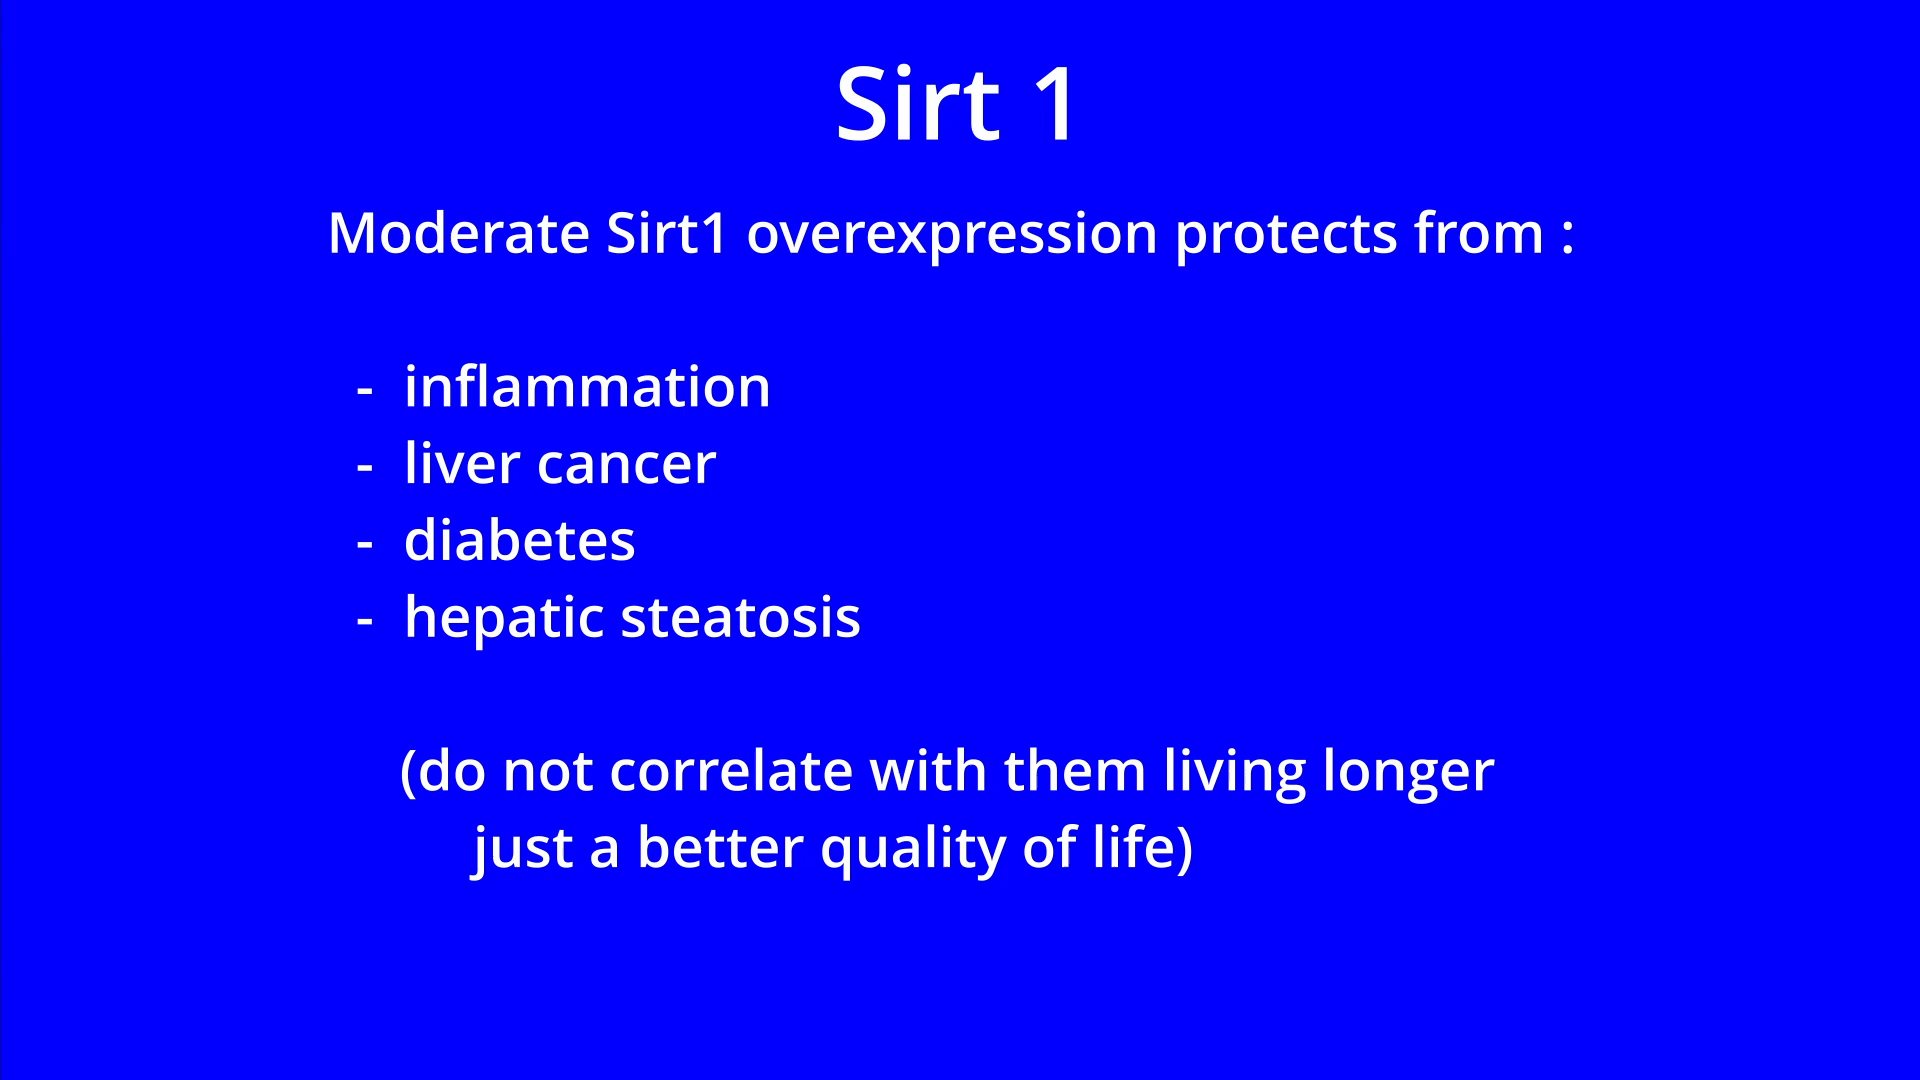 Sirt 1
Moderate Sirt1 overexpression protects from :
- inflammation
- liver cancer
- diabetes
- hepatic steatosis
(do not correlate with them living longer
just a better quality of life)